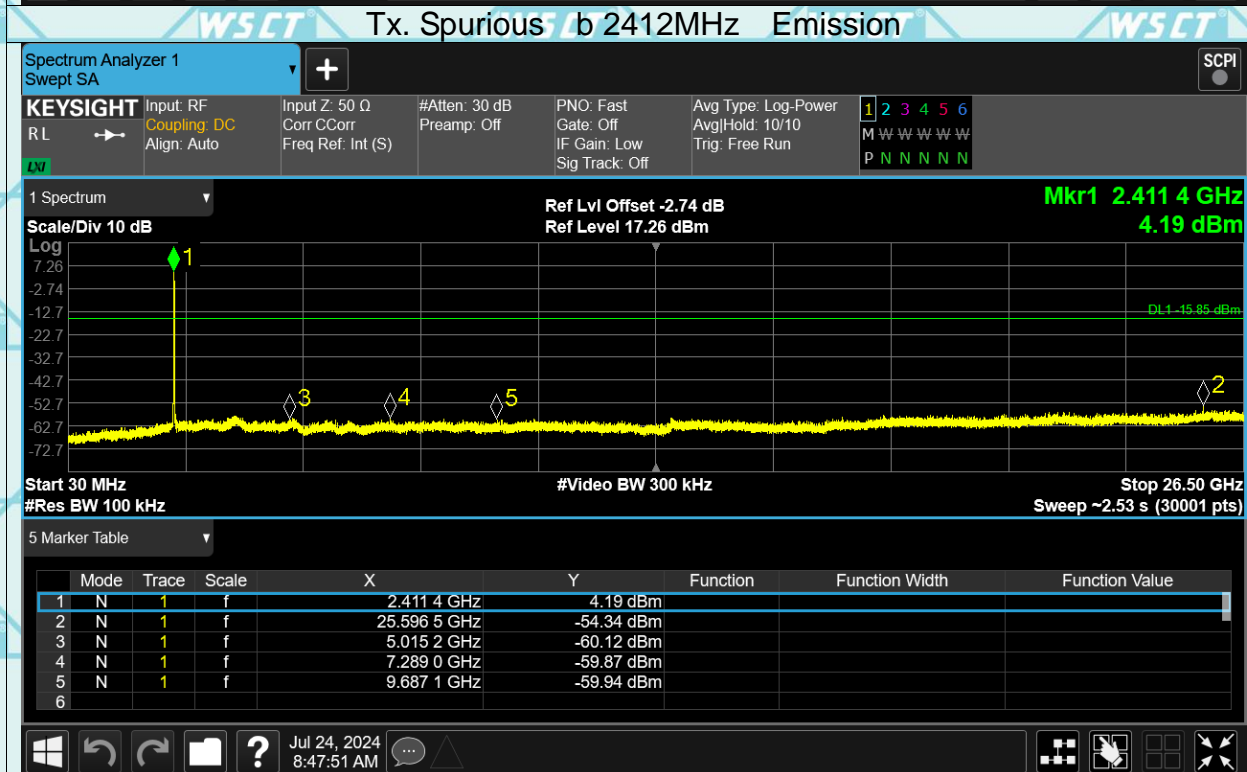 WSCT WSCT WSCT
Tx. Spurious b 2412MHz Emission
Spectrum Analyzer 1
Swept SA
▼
+
SCPI
KEYSIGHT Input: RF Input Z: 50 Ω #Atten: 30 dB PNO: Fast Avg Type: Log-Power 1 2 3 4 5 6
R L Coupling: DC Corr CCorr Preamp: Off Gate: Off Avg|Hold: 10/10 M W W W W W W
Align: Auto Freq Ref: Int (S) IF Gain: Low Trig: Free Run P N N N N N N
LXI Sig Track: Off
1 Spectrum ▼ Ref Lvl Offset -2.74 dB Mkr1 2.411 4 GHz
Scale/Div 10 dB Ref Level 17.26 dBm 4.19 dBm
Log
1
7.26
-2.74
-12.7 DL1 -15.85 dBm
-22.7
-32.7
-42.7 2
-52.7 3 4 5
-62.7
-72.7
Start 30 MHz #Video BW 300 kHz Stop 26.50 GHz
#Res BW 100 kHz Sweep ~2.53 s (30001 pts)
5 Marker Table ▼
Mode Trace Scale X Y Function Function Width Function Value
1 N 1 f 2.411 4 GHz 4.19 dBm
2 N 1 f 25.596 5 GHz -54.34 dBm
3 N 1 f 5.015 2 GHz -60.12 dBm
4 N 1 f 7.289 0 GHz -59.87 dBm
5 N 1 f 9.687 1 GHz -59.94 dBm
6
? Jul 24, 2024
8:47:51 AM